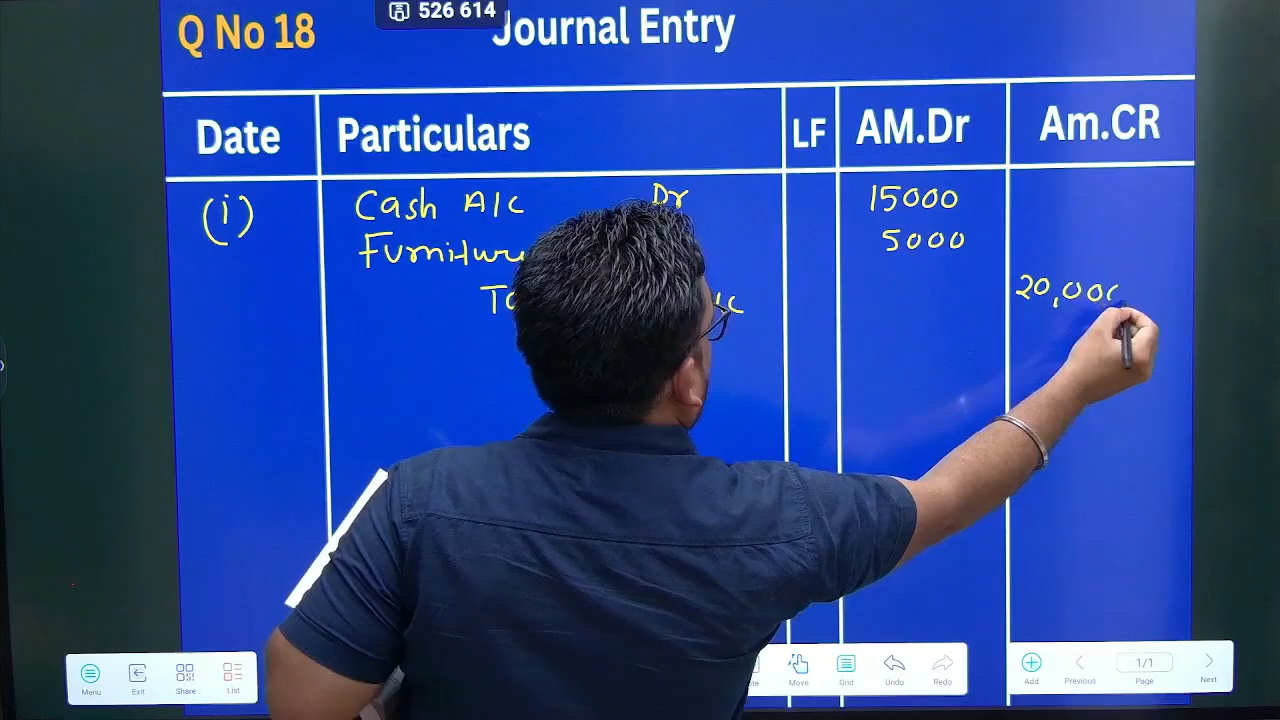 526 614
Q No 18 Journal Entry
Date Particulars LF AM.Dr Am.CR
(i) Cash A/C Dr 15000
Furniture 5000
20,000
Menu Exit Share List Move Grid Undo Redo Add Previous 1/1 Page Next